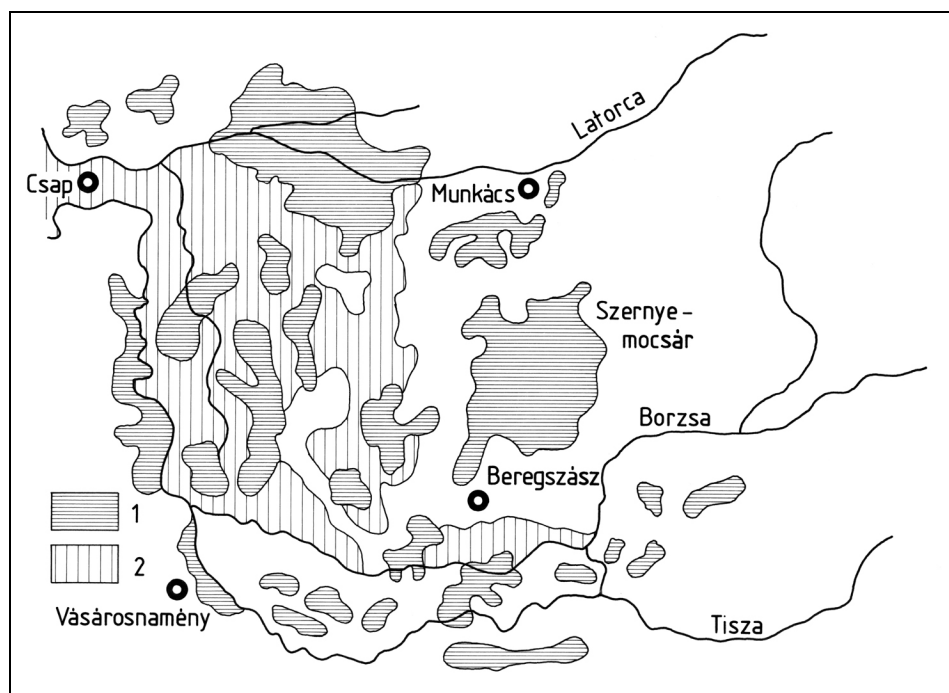 Latorca
Csap
Munkács
Szernye-
mocsár
Borzsa
Beregszász
1
2
Vásárosnamény
Tisza